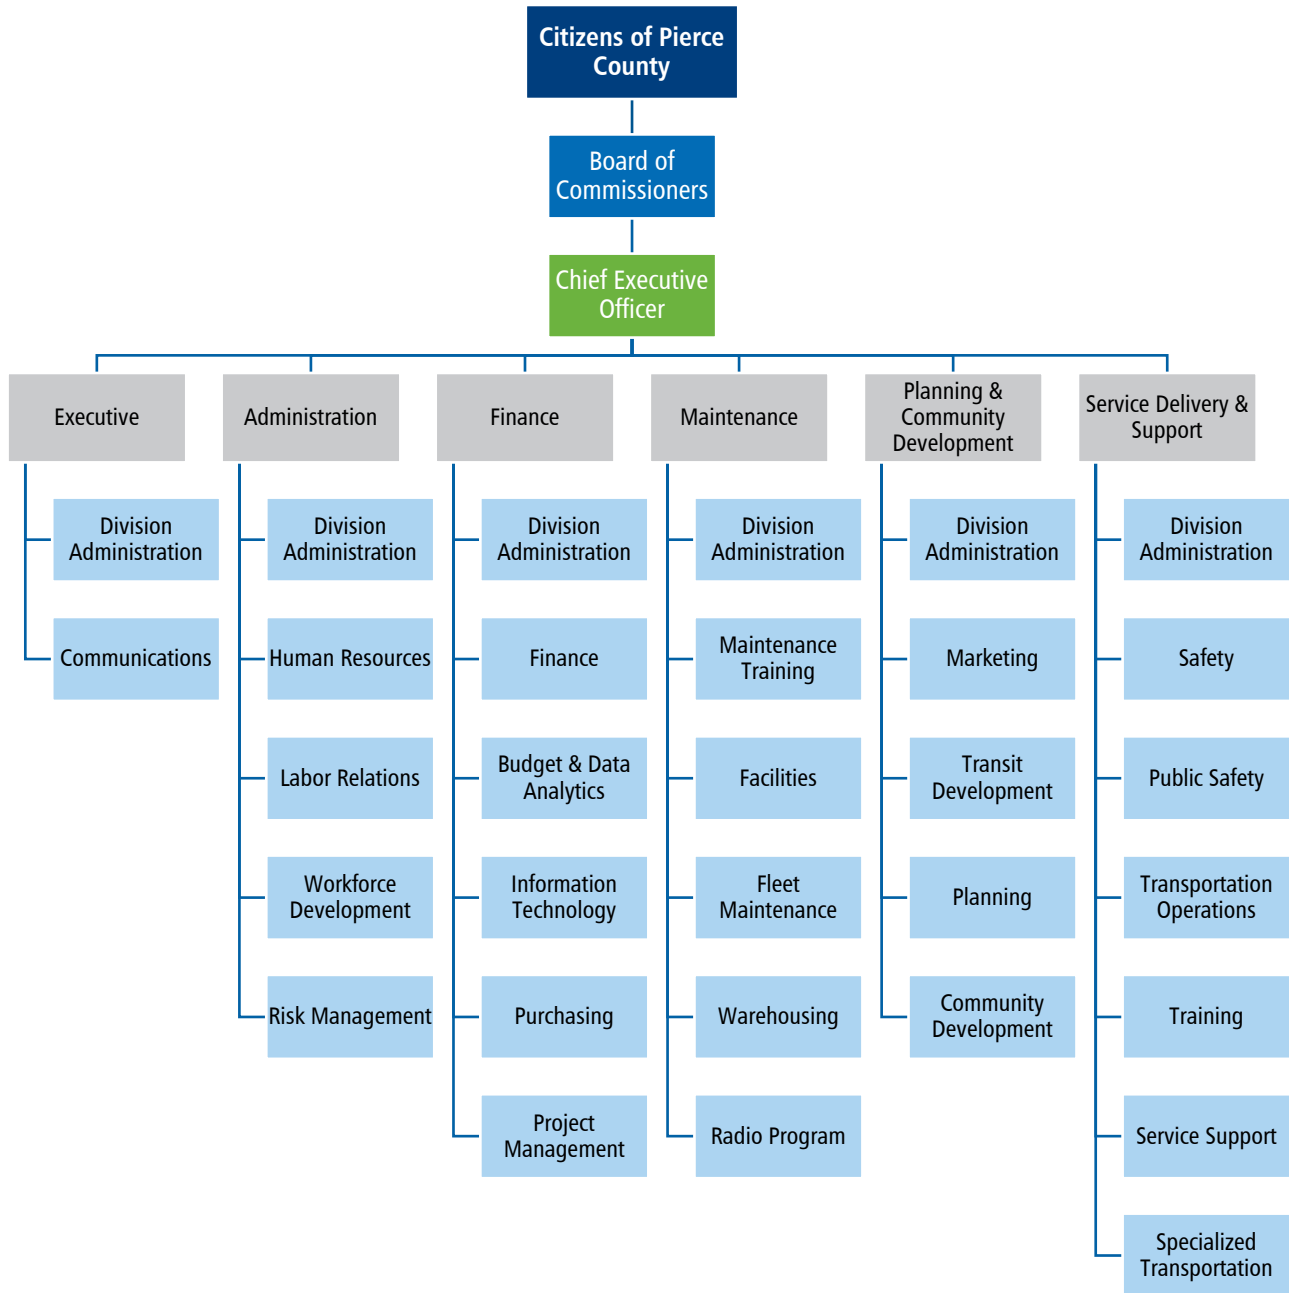 Citizens of Pierce
County
Board of
Commissioners
Chief Executive
Officer
Executive
Administration
Finance
Maintenance
Planning &
Community
Development
Service Delivery &
Support
Division
Administration
Communications
Division
Administration
Human Resources
Labor Relations
Workforce
Development
Risk Management
Division
Administration
Finance
Budget & Data
Analytics
Information
Technology
Purchasing
Project
Management
Division
Administration
Maintenance
Training
Facilities
Fleet
Maintenance
Warehousing
Radio Program
Division
Administration
Marketing
Transit
Development
Planning
Community
Development
Division
Administration
Safety
Public Safety
Transportation
Operations
Training
Service Support
Specialized
Transportation